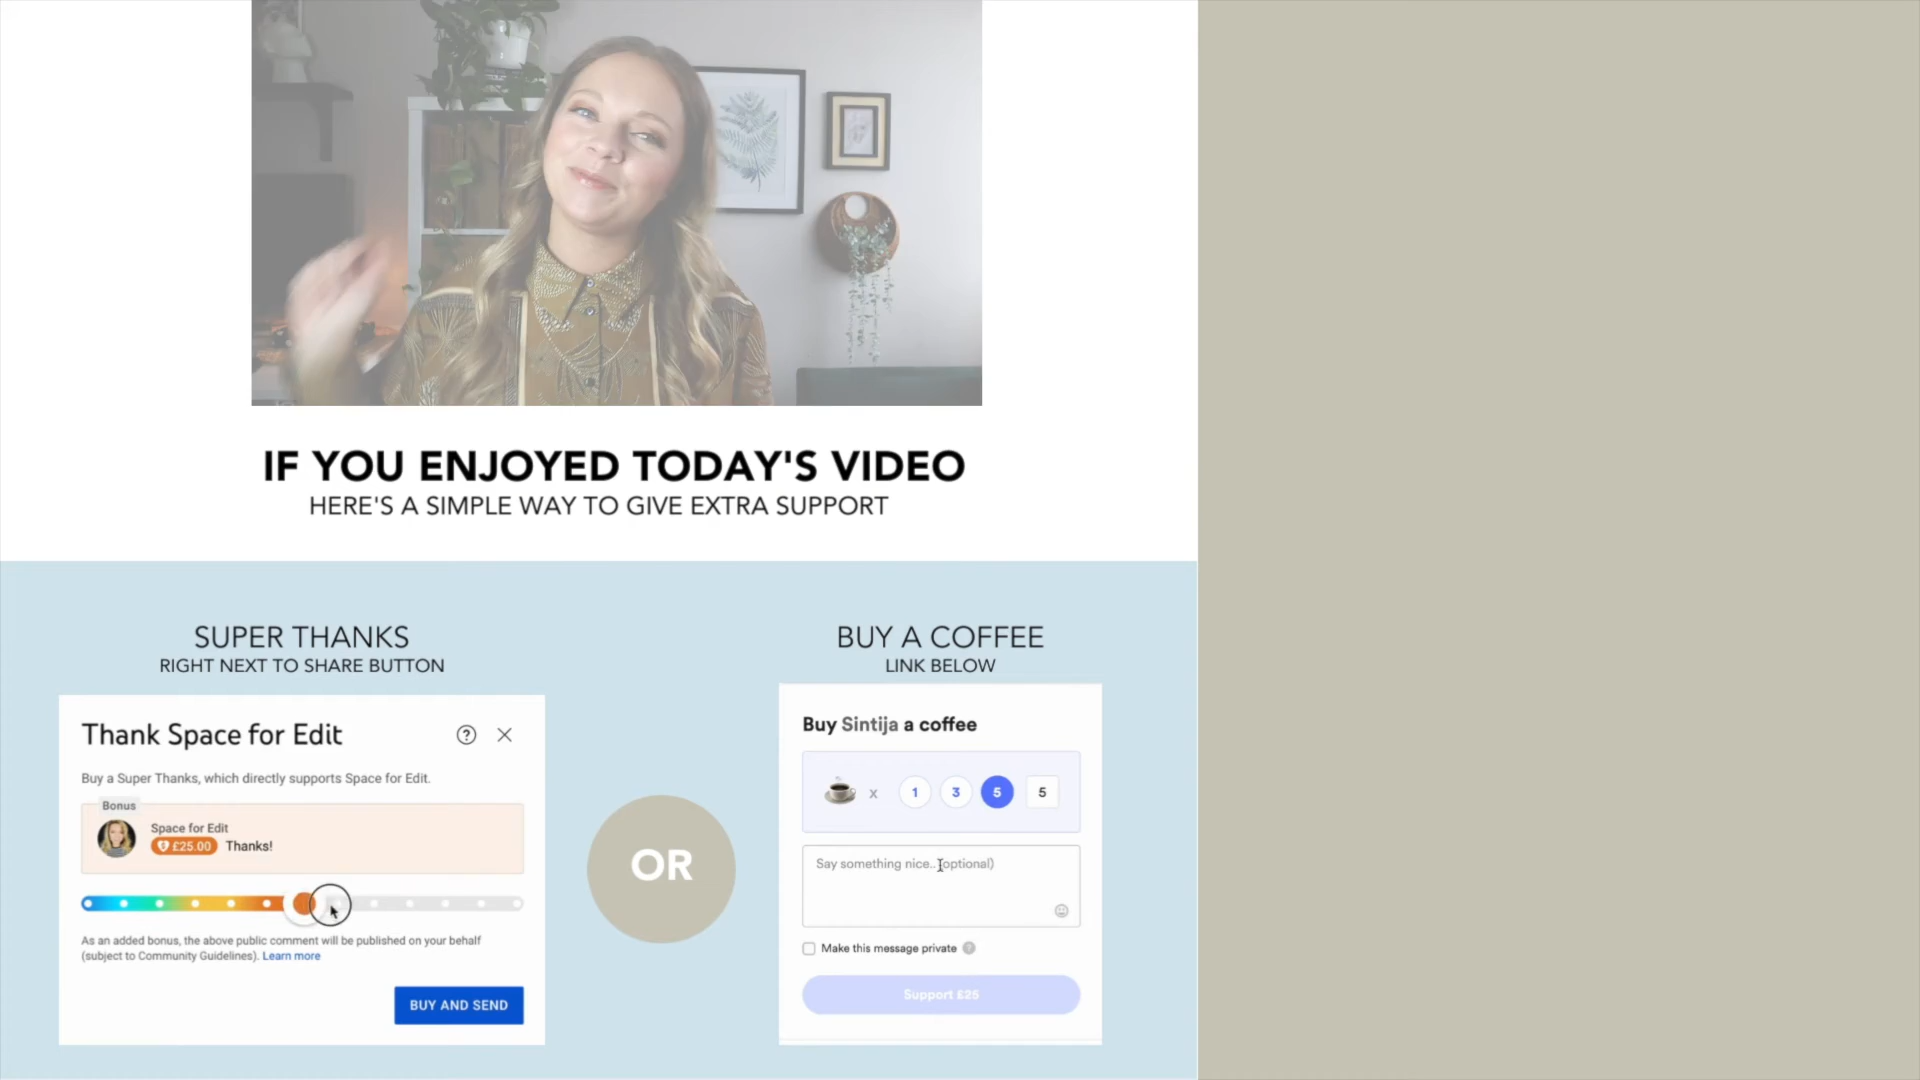 IF YOU ENJOYED TODAY'S VIDEO
HERE'S A SIMPLE WAY TO GIVE EXTRA SUPPORT
SUPER THANKS
RIGHT NEXT TO SHARE BUTTON
Thank Space for Edit
?
Buy a Super Thanks, which directly supports Space for Edit.
Bonus
Space for Edit
£25.00 Thanks!
As an added bonus, the above public comment will be published on your behalf
(subject to Community Guidelines). Learn more
BUY AND SEND
OR
BUY A COFFEE
LINK BELOW
Buy Sintija a coffee
x 1 3 5 5
Say something nice.. (optional)
Make this message private ?
Support £25